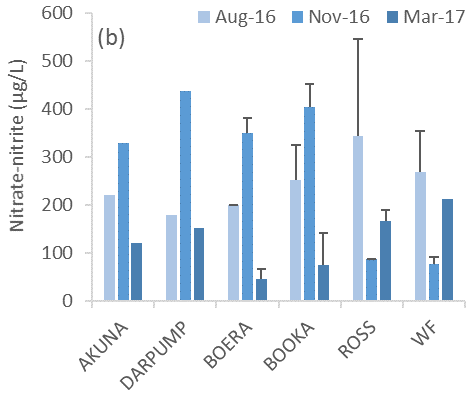 (b)
Aug-16 Nov-16 Mar-17
Nitrate-nitrite (µg/L)
600
500
400
300
200
100
0
AKUNA
DARPUMP
BOERA
BOOKA
ROSS
WF